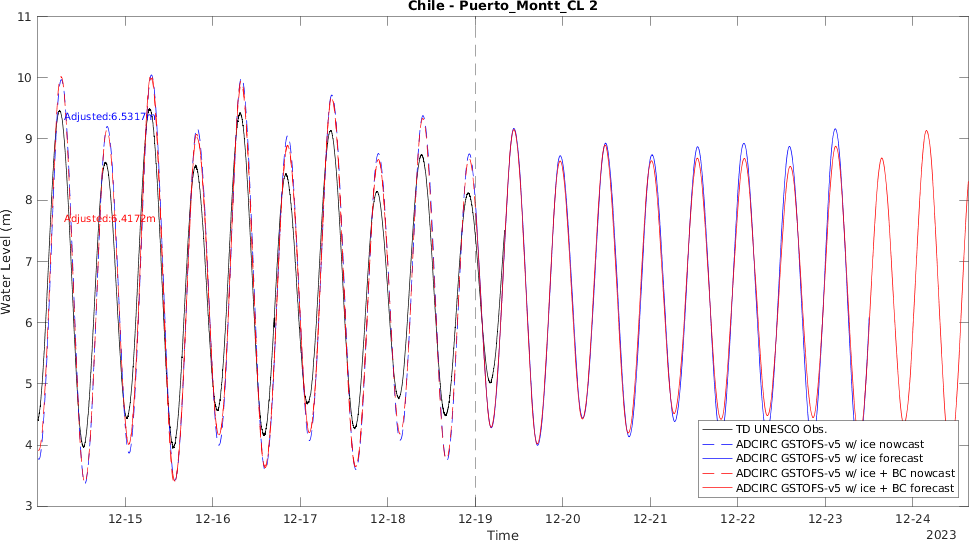 Chile - Puerto_Montt_CL 2
11
10
9
8
7
6
5
4
3
Water Level (m)
Adjusted:6.5317m
Adjusted:6.4172m
TD UNESCO Obs.
ADCIRC GSTOFS-v5 w/ ice nowcast
ADCIRC GSTOFS-v5 w/ ice forecast
ADCIRC GSTOFS-v5 w/ ice + BC nowcast
ADCIRC GSTOFS-v5 w/ ice + BC forecast
12-15 12-16 12-17 12-18 12-19 12-20 12-21 12-22 12-23 12-24
Time
2023